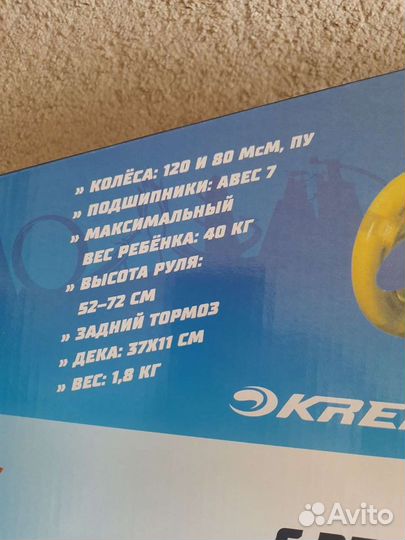 » КОЛЁСА: 120 И 80 МсМ, ПУ
» ПОДШИПНИКИ: ABEC 7
» МАКСИМАЛЬНЫЙ
ВЕС РЕБЁНКА: 40 КГ
» ВЫСОТА РУЛЯ:
52–72 СМ
» ЗАДНИЙ ТОРМОЗ
» ДЕКА: 37Х11 СМ
» ВЕС: 1,8 КГ
Avito